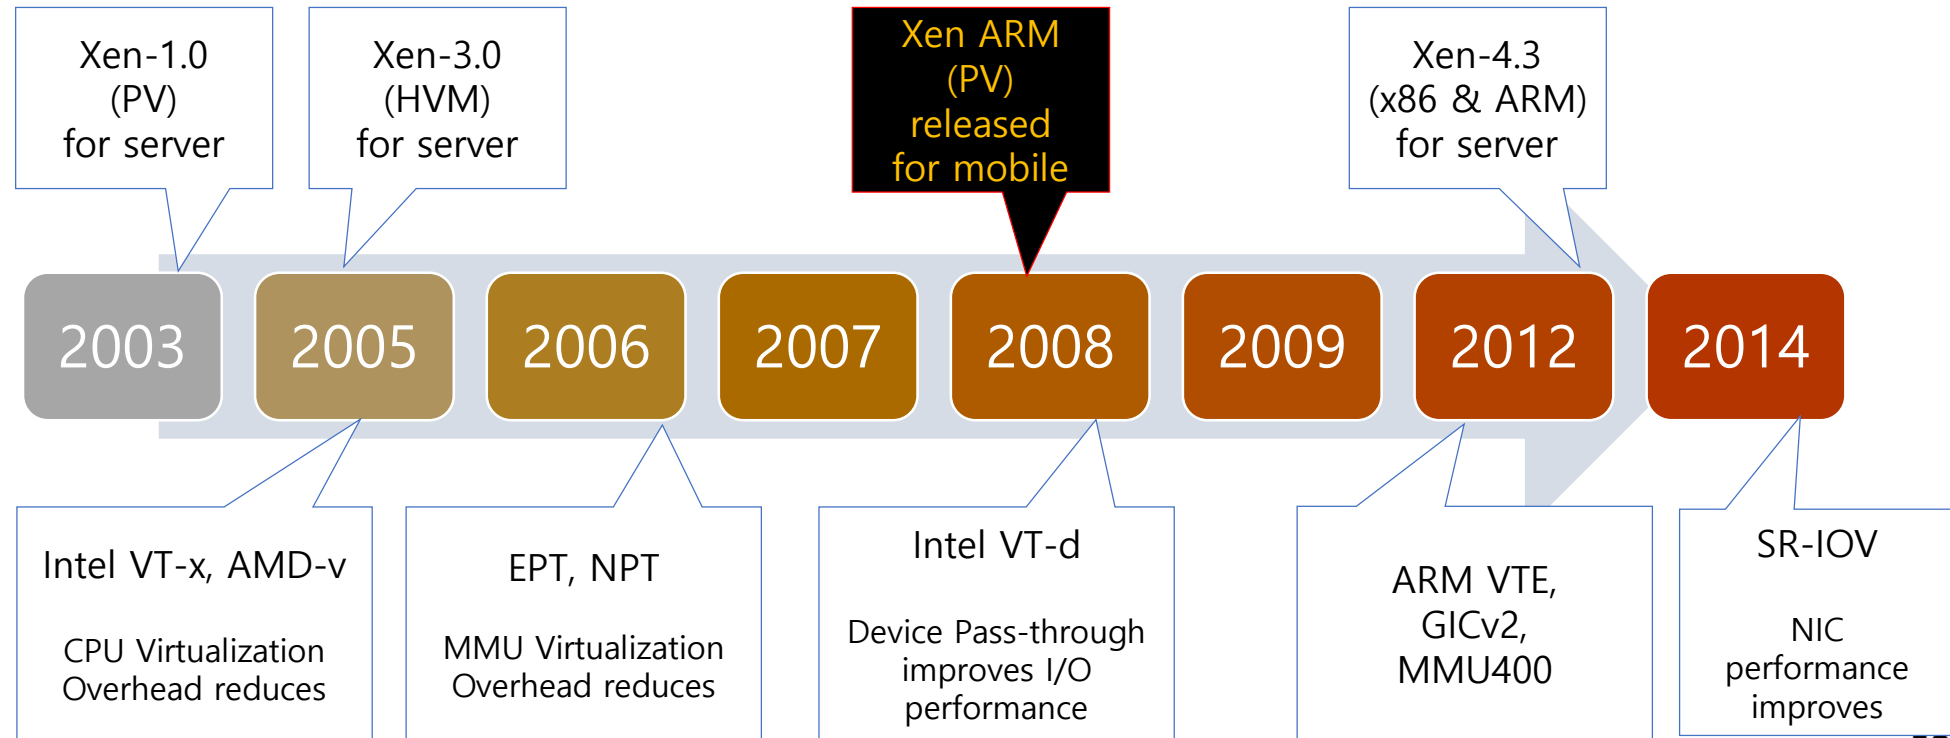 Xen-1.0
(PV)
for server
Xen-3.0
(HVM)
for server
Xen ARM
(PV)
released
for mobile
Xen-4.3
(x86 & ARM)
for server
2003
2005
2006
2007
2008
2009
2012
2014
Intel VT-x, AMD-v
CPU Virtualization
Overhead reduces
EPT, NPT
MMU Virtualization
Overhead reduces
Intel VT-d
Device Pass-through
improves I/O
performance
ARM VTE,
GICv2,
MMU400
SR-IOV
NIC
performance
improves